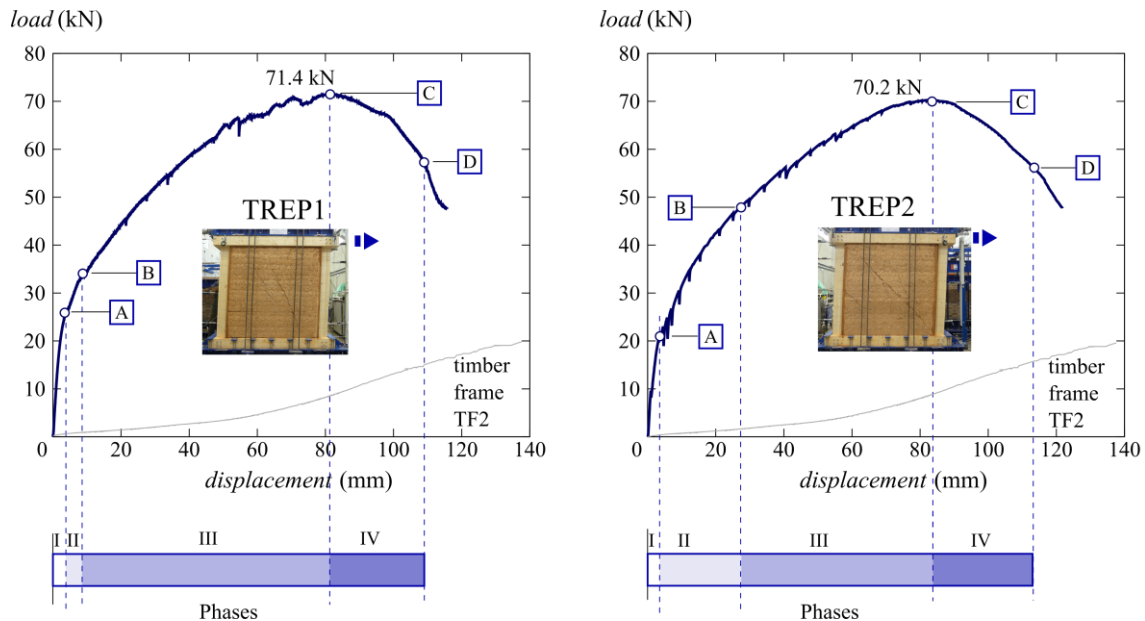 load (kN)
80
70
60
50
40
30
20
10
0
20
40
60
80
100
120
140
displacement (mm)
71.4 kN
C
D
B
A
TREP1
timber
frame
TF2
I
II
III
IV
Phases
load (kN)
80
70
60
50
40
30
20
10
0
20
40
60
80
100
120
140
displacement (mm)
70.2 kN
C
D
B
A
TREP2
timber
frame
TF2
I
II
III
IV
Phases